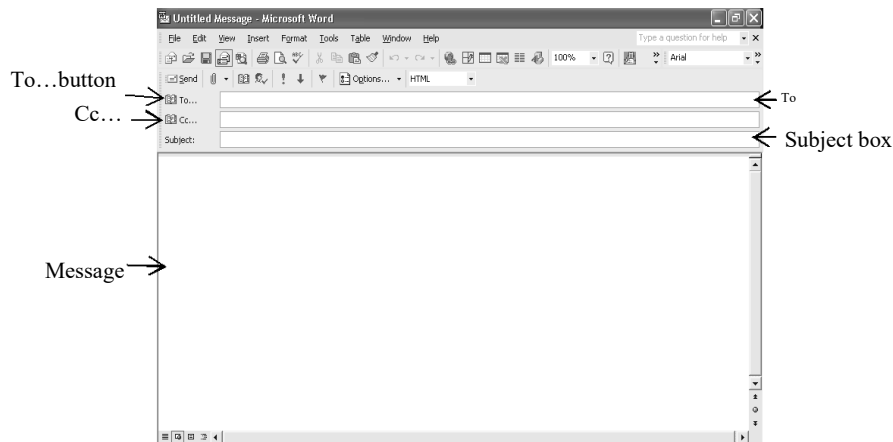 Untitled Message - Microsoft Word
File Edit View Insert Format Tools Table Window Help Type a question for help
100% Arial
Send Options... HTML
To...button
To...
To
Cc...
Cc...
Subject:
Subject box
Message